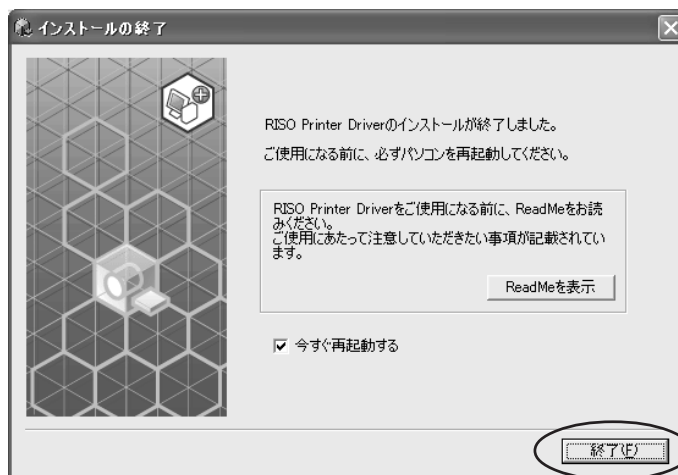 インストールの終了
RISO Printer Driverのインストールが終了しました。
ご使用になる前に、必ずパソコンを再起動してください。
RISO Printer Driverをご使用になる前に、ReadMeをお読
みください。
ご使用にあたって注意していただきたい事項が記載されてい
ます。
ReadMeを表示
今すぐ再起動する
終了(F)